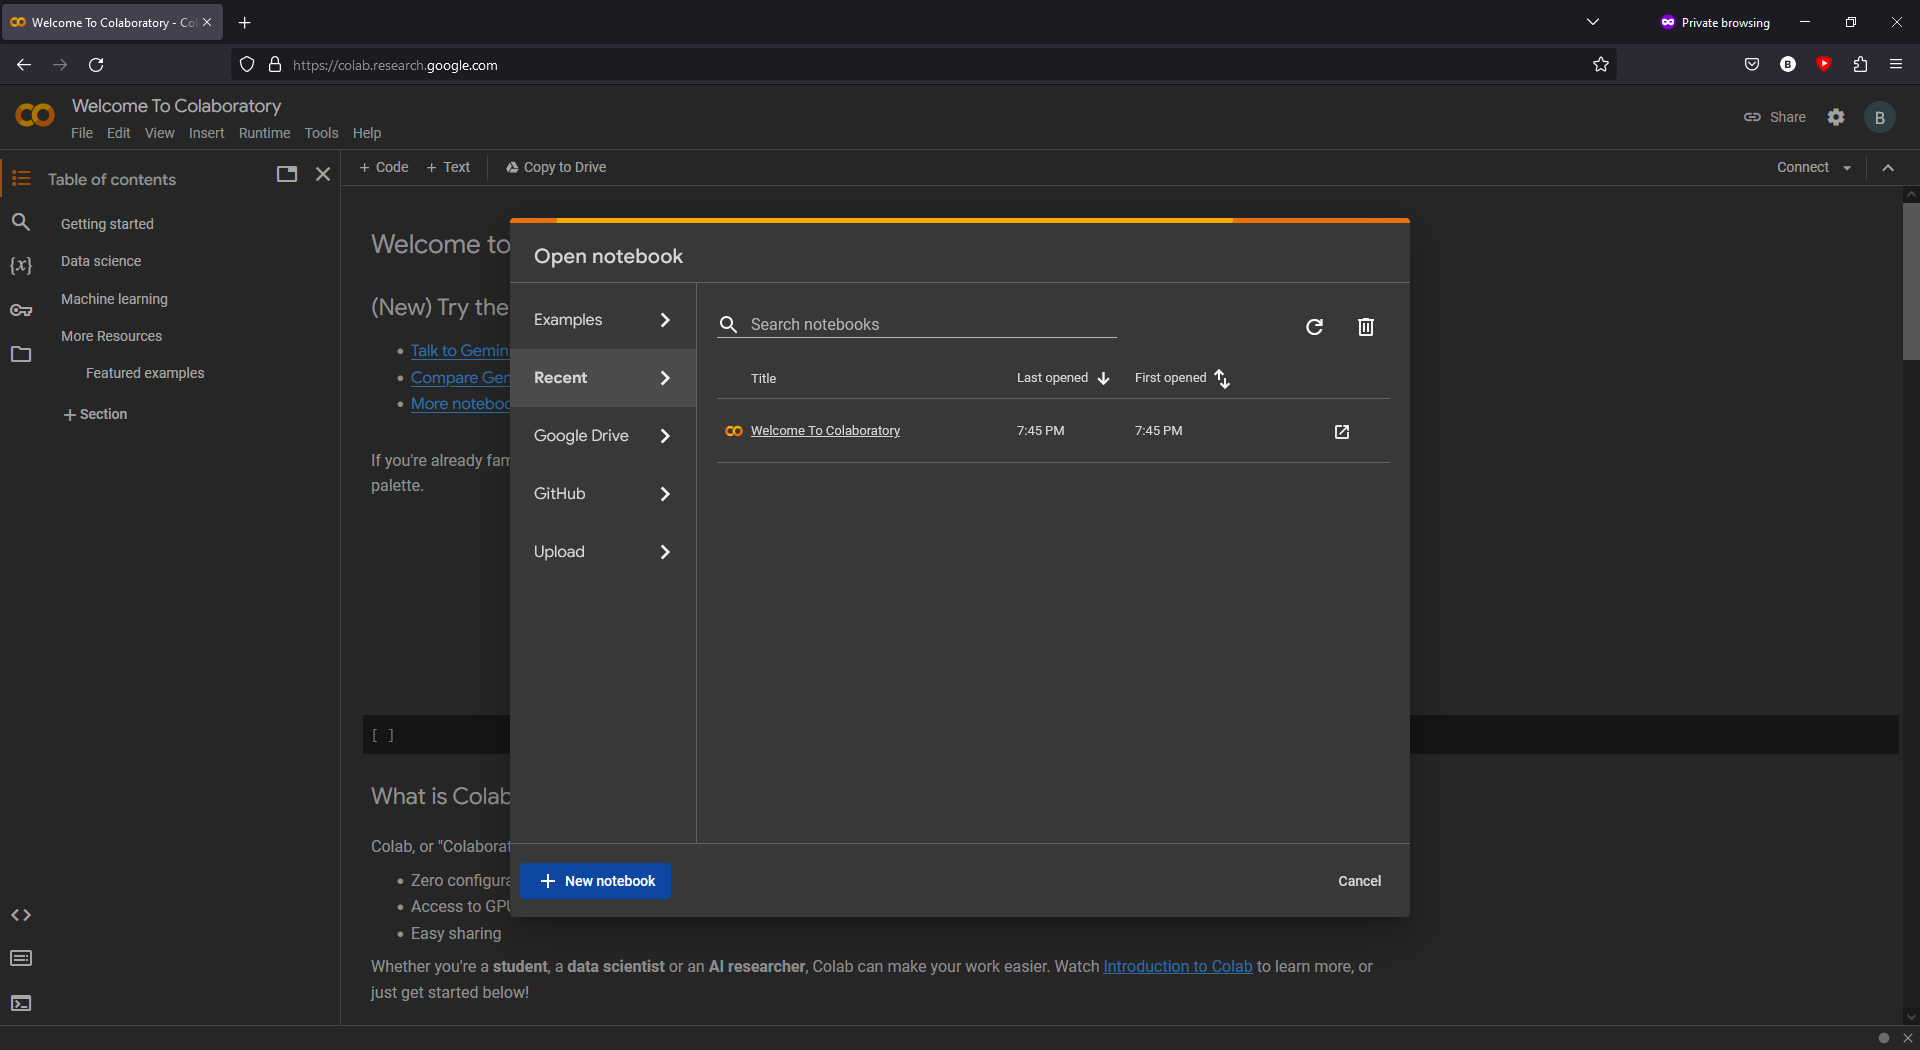 Welcome To Colaboratory - Co
Private browsing
https://colab.research.google.com
Welcome To Colaboratory
File Edit View Insert Runtime Tools Help
Share
B
+ Code + Text Copy to Drive
Connect
Table of contents
Getting started
Data science
Machine learning
More Resources
Featured examples
+ Section
Welcome to
(New) Try the
Talk to Gemin
Compare Gem
More noteboo
If you're already fam
palette.
[ ]
What is Colab
Colab, or "Colaborat
Zero configura
Access to GPU
Easy sharing
Whether you're a student, a data scientist or an AI researcher, Colab can make your work easier. Watch Introduction to Colab to learn more, or
just get started below!
Open notebook
Examples
Recent
Google Drive
GitHub
Upload
Search notebooks
Title Last opened First opened
Welcome To Colaboratory 7:45 PM 7:45 PM
+ New notebook
Cancel